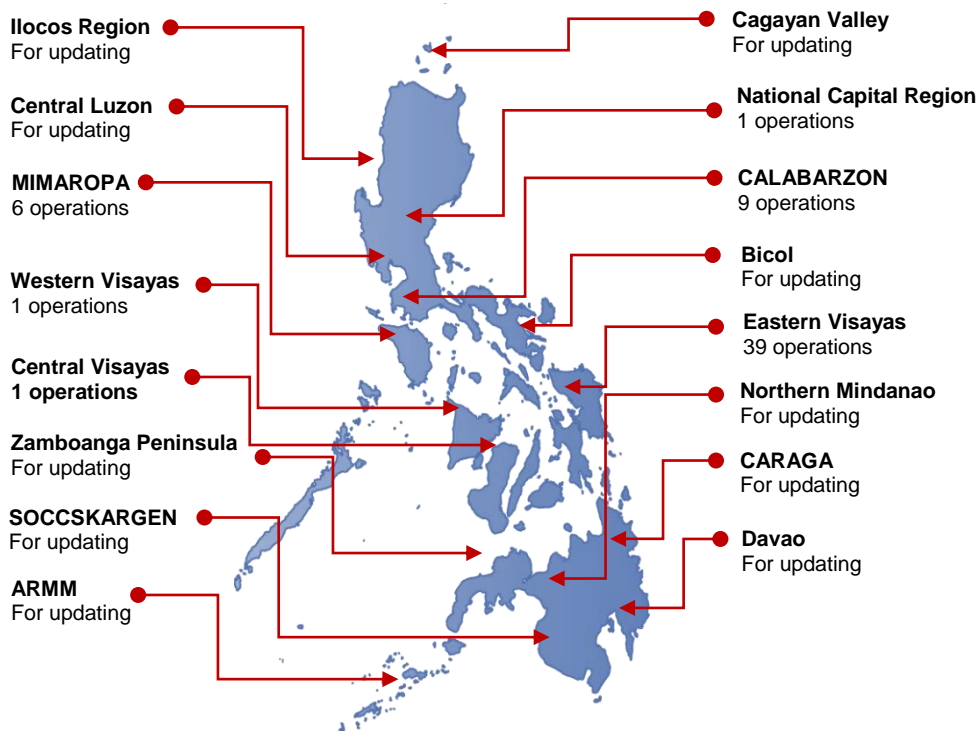 Ilocos Region
For updating
Central Luzon
For updating
MIMAROPA
6 operations
Western Visayas
1 operations
Central Visayas
1 operations
Zamboanga Peninsula
For updating
SOCCSKARGEN
For updating
ARMM
For updating
Cagayan Valley
For updating
National Capital Region
1 operations
CALABARZON
9 operations
Bicol
For updating
Eastern Visayas
39 operations
Northern Mindanao
For updating
CARAGA
For updating
Davao
For updating